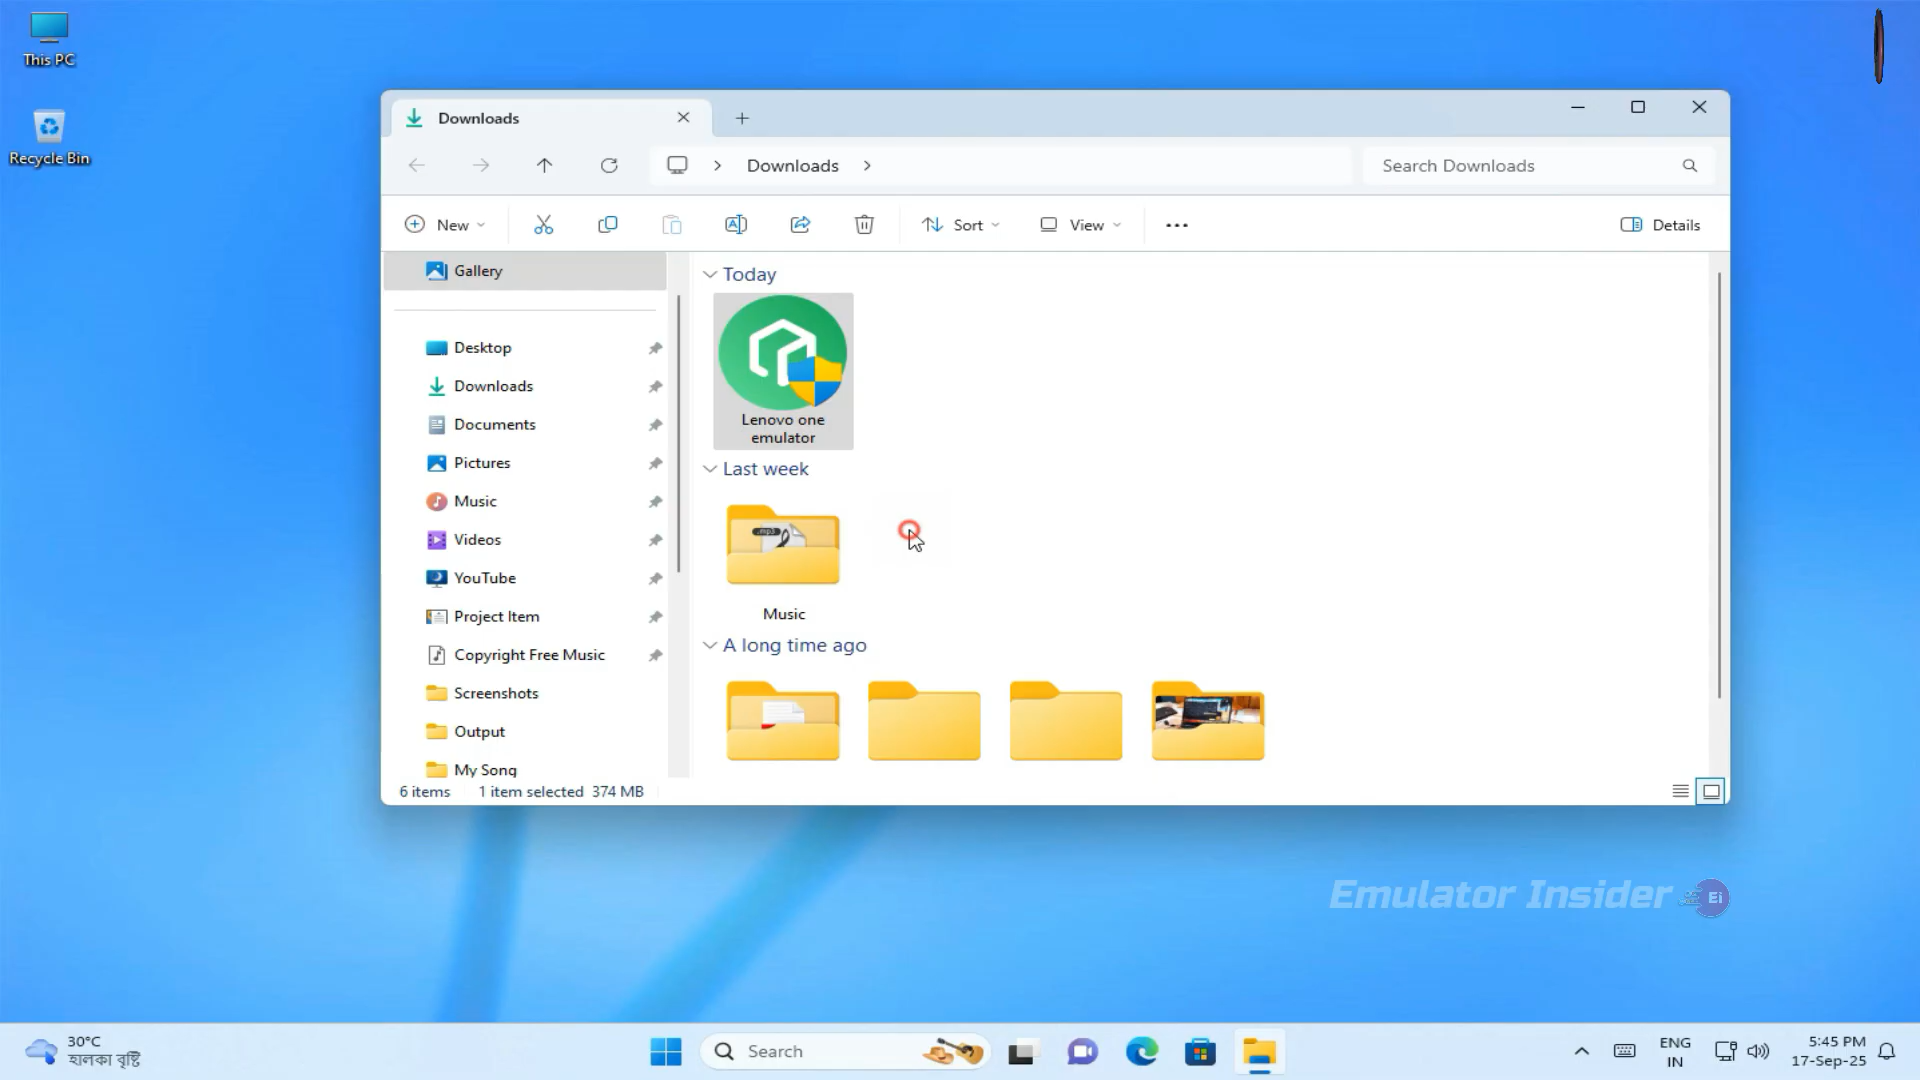 This PC
Recycle Bin
Downloads
Downloads
Search Downloads
New
Sort
View
Details
Gallery
Desktop
Downloads
Documents
Pictures
Music
Videos
YouTube
Project Item
Copyright Free Music
Screenshots
Output
My Song
Today
Lenovo one
emulator
Last week
.mp3
Music
A long time ago
6 items 1 item selected 374 MB
Emulator Insider Ei
30°C
হালকা বৃষ্টি
Search
ENG
IN
5:45 PM
17-Sep-25